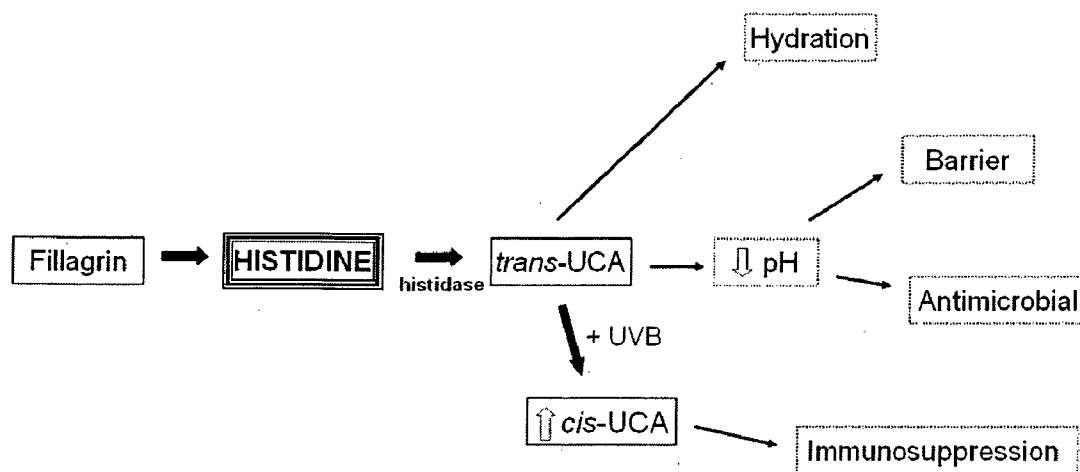 Hydration
Barrier
Fillagrin
HISTIDINE
histidase
trans-UCA
⇩ pH
Antimicrobial
+ UVB
⇧ cis-UCA
Immunosuppression